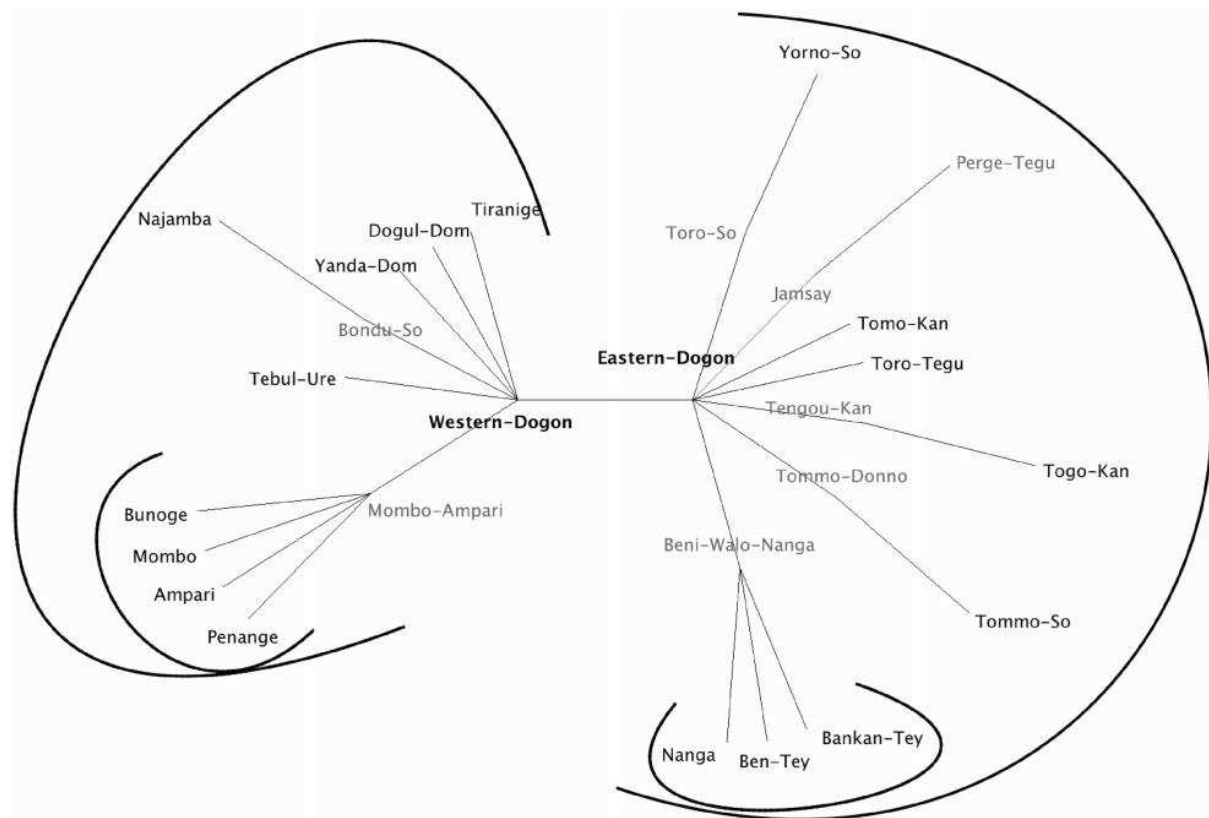 Yorno-So
Perge-Tegu
Tiranige
Najamba
Dogul-Dom
Toro-So
Yanda-Dom
Jamsay
Bondu-So
Tomo-Kan
Eastern-Dogon
Toro-Tegu
Tebul-Ure
Tengou-Kan
Western-Dogon
Togo-Kan
Tommo-Donno
Mombo-Ampari
Bunoge
Beni-Walo-Nanga
Mombo
Ampari
Tommo-So
Penange
Bankan-Tey
Nanga
Ben-Tey